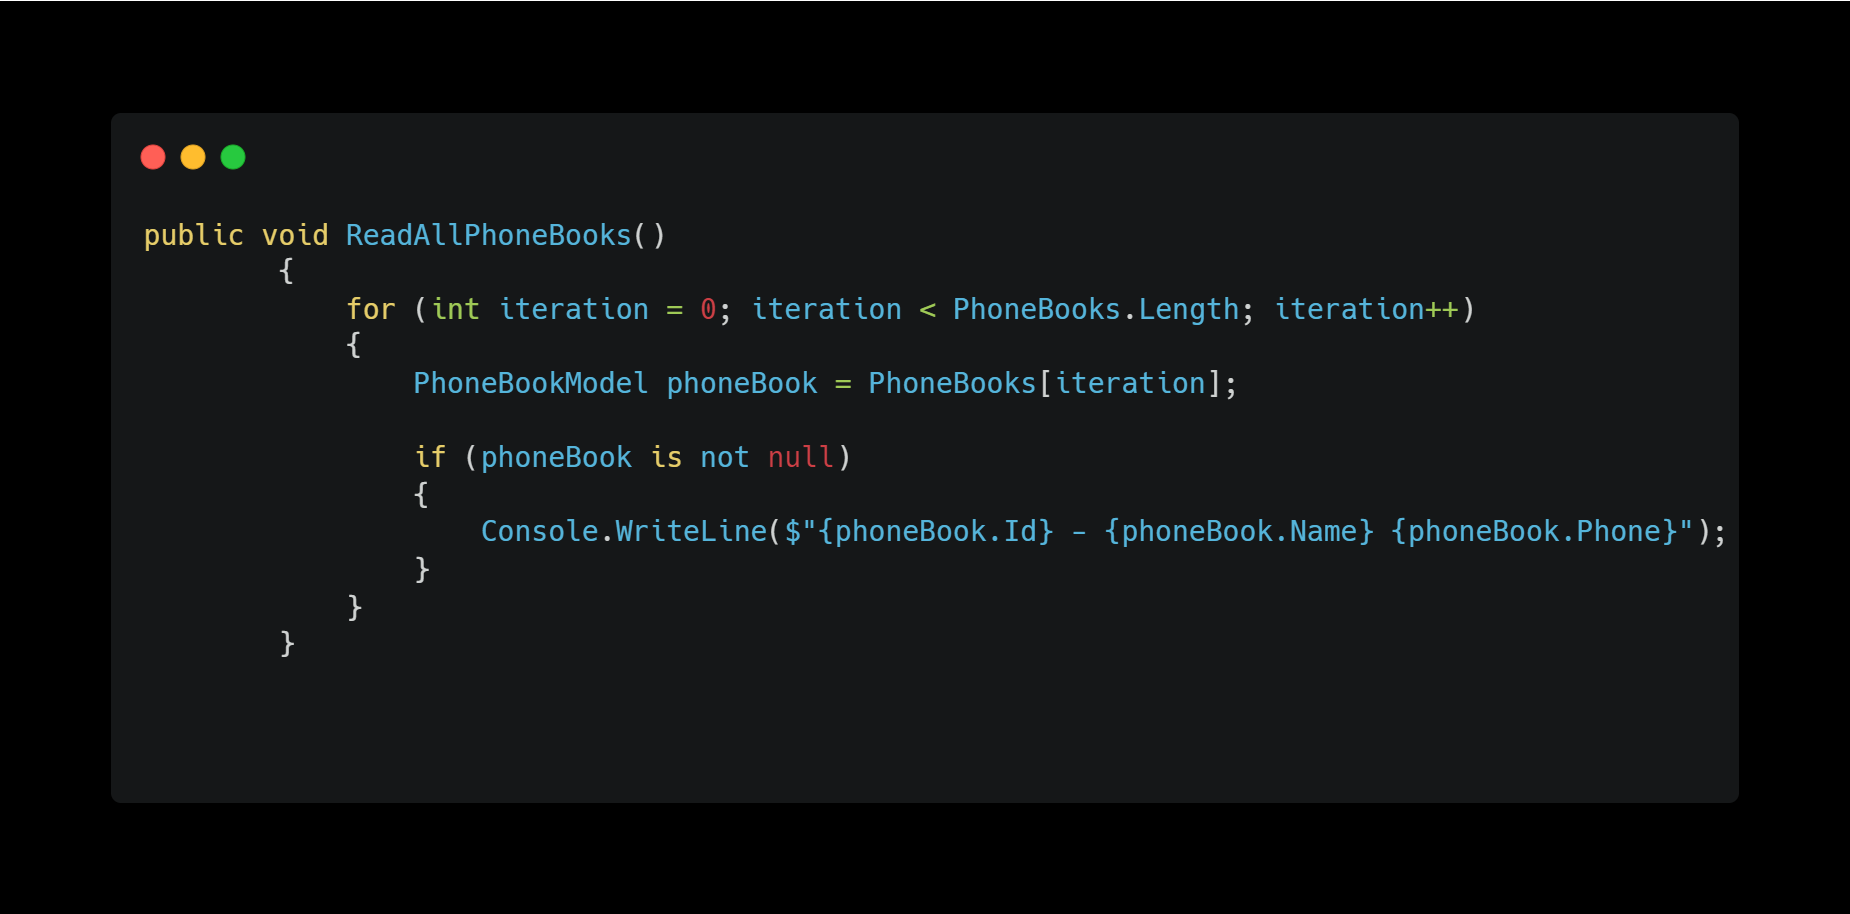 public void ReadAllPhoneBooks()
{
for (int iteration = 0; iteration < PhoneBooks.Length; iteration++)
{
PhoneBookModel phoneBook = PhoneBooks[iteration];
if (phoneBook is not null)
{
Console.WriteLine($"{phoneBook.Id} - {phoneBook.Name} {phoneBook.Phone}");
}
}
}